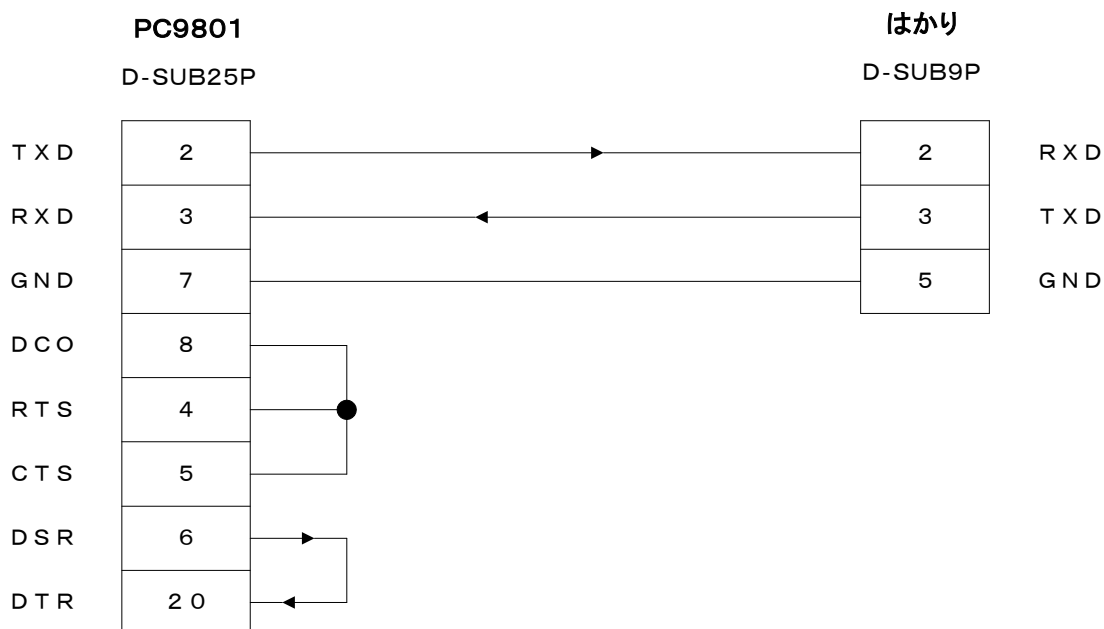 PC9801 はかり
D-SUB25P D-SUB9P
TXD 2 2 RXD
RXD 3 3 TXD
GND 7 5 GND
DCO 8
RTS 4
CTS 5
DSR 6
DTR 20